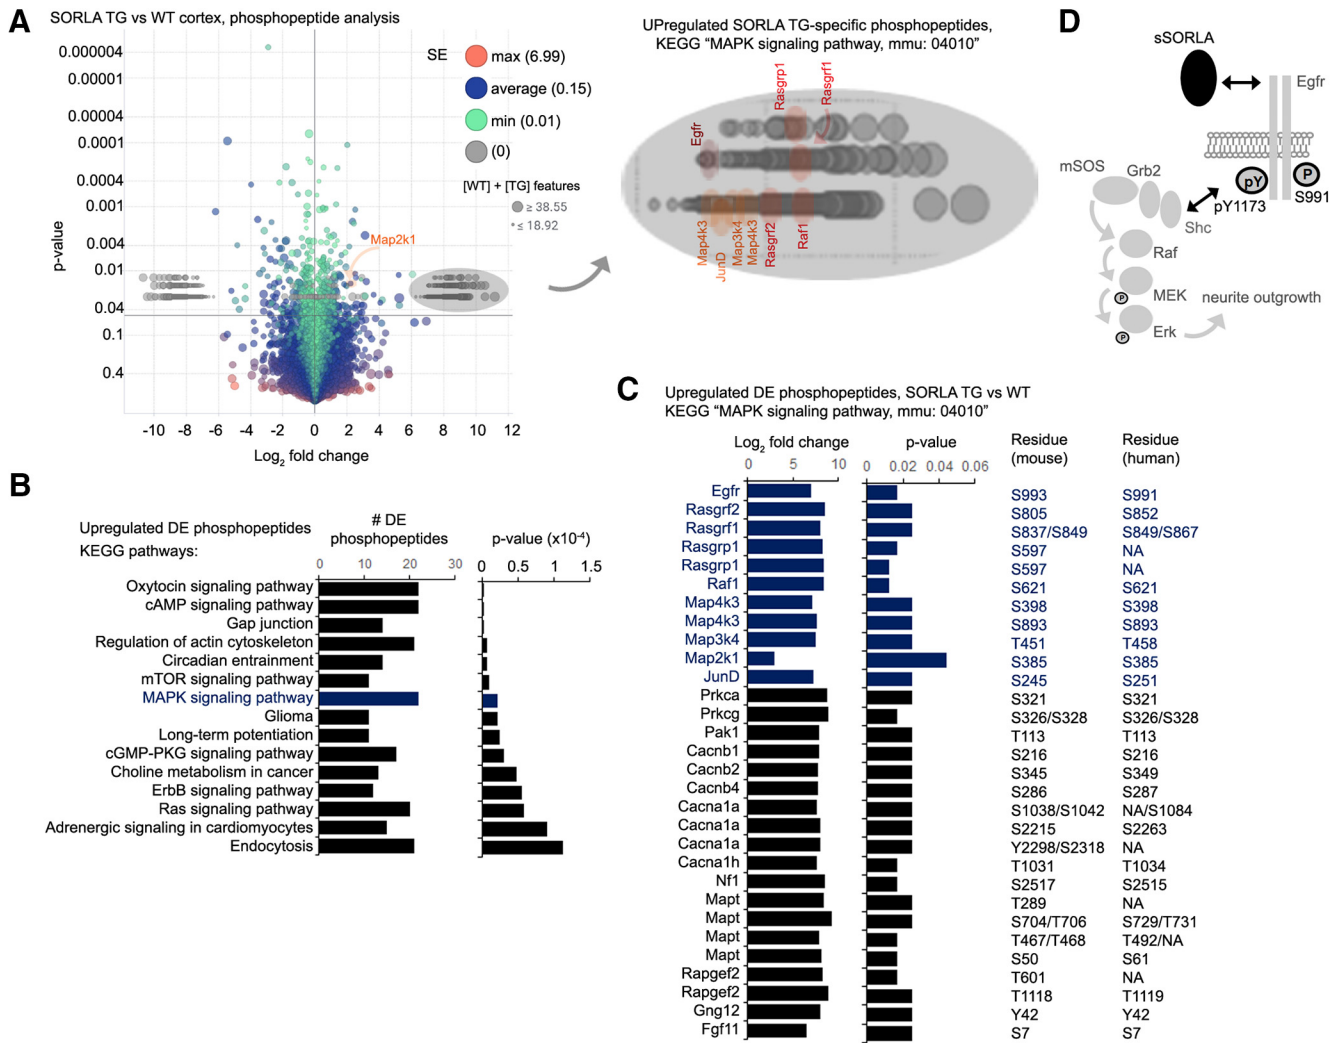 A
SORLA TG vs WT cortex, phosphopeptide analysis
p-value
0.000004
0.00001
0.00004
0.0001
0.0004
0.001
0.004
0.01
0.04
0.1
0.4
-10 -8 -6 -4 -2 0 2 4 6 8 10 12
Log2 fold change
SE
max (6.99)
average (0.15)
min (0.01)
(0)
[WT] + [TG] features
≥ 38.55
≤ 18.92
Map2k1
UPregulated SORLA TG-specific phosphopeptides,
KEGG “MAPK signaling pathway, mmu: 04010”
Rasgrp1
Rasgrf1
Egfr
Map4k3
JunD
Map3k4
Map4k3
Rasgrf2
Raf1
D
sSORLA
Egfr
mSOS
Grb2
Shc
pY
pY1173
P
S991
Raf
MEK
P
Erk
P
neurite outgrowth
B
Upregulated DE phosphopeptides
KEGG pathways:
# DE
phosphopeptides
0 10 20 30
p-value (x10-4)
0 0.5 1 1.5
Oxytocin signaling pathway
cAMP signaling pathway
Gap junction
Regulation of actin cytoskeleton
Circadian entrainment
mTOR signaling pathway
MAPK signaling pathway
Glioma
Long-term potentiation
cGMP-PKG signaling pathway
Choline metabolism in cancer
ErbB signaling pathway
Ras signaling pathway
Adrenergic signaling in cardiomyocytes
Endocytosis
C
Upregulated DE phosphopeptides, SORLA TG vs WT
KEGG “MAPK signaling pathway, mmu: 04010”
Log2 fold change p-value Residue (mouse) Residue (human)
0 5 10 0 0.02 0.04 0.06
Egfr S993 S991
Rasgrf2 S805 S852
Rasgrf1 S837/S849 S849/S867
Rasgrp1 S597 NA
Rasgrp1 S597 NA
Raf1 S621 S621
Map4k3 S398 S398
Map4k3 S893 S893
Map3k4 T451 T458
Map2k1 S385 S385
JunD S245 S251
Prkca S321 S321
Prkcg S326/S328 S326/S328
Pak1 T113 T113
Cacnb1 S216 S216
Cacnb2 S345 S349
Cacnb4 S286 S287
Cacna1a S1038/S1042 NA/S1084
Cacna1a S2215 S2263
Cacna1a Y2298/S2318 NA
Cacna1h T1031 T1034
Nf1 S2517 S2515
Mapt T289 NA
Mapt S704/T706 S729/T731
Mapt T467/T468 T492/NA
Mapt S50 S61
Rapgef2 T601 NA
Rapgef2 T1118 T1119
Gng12 Y42 Y42
Fgf11 S7 S7